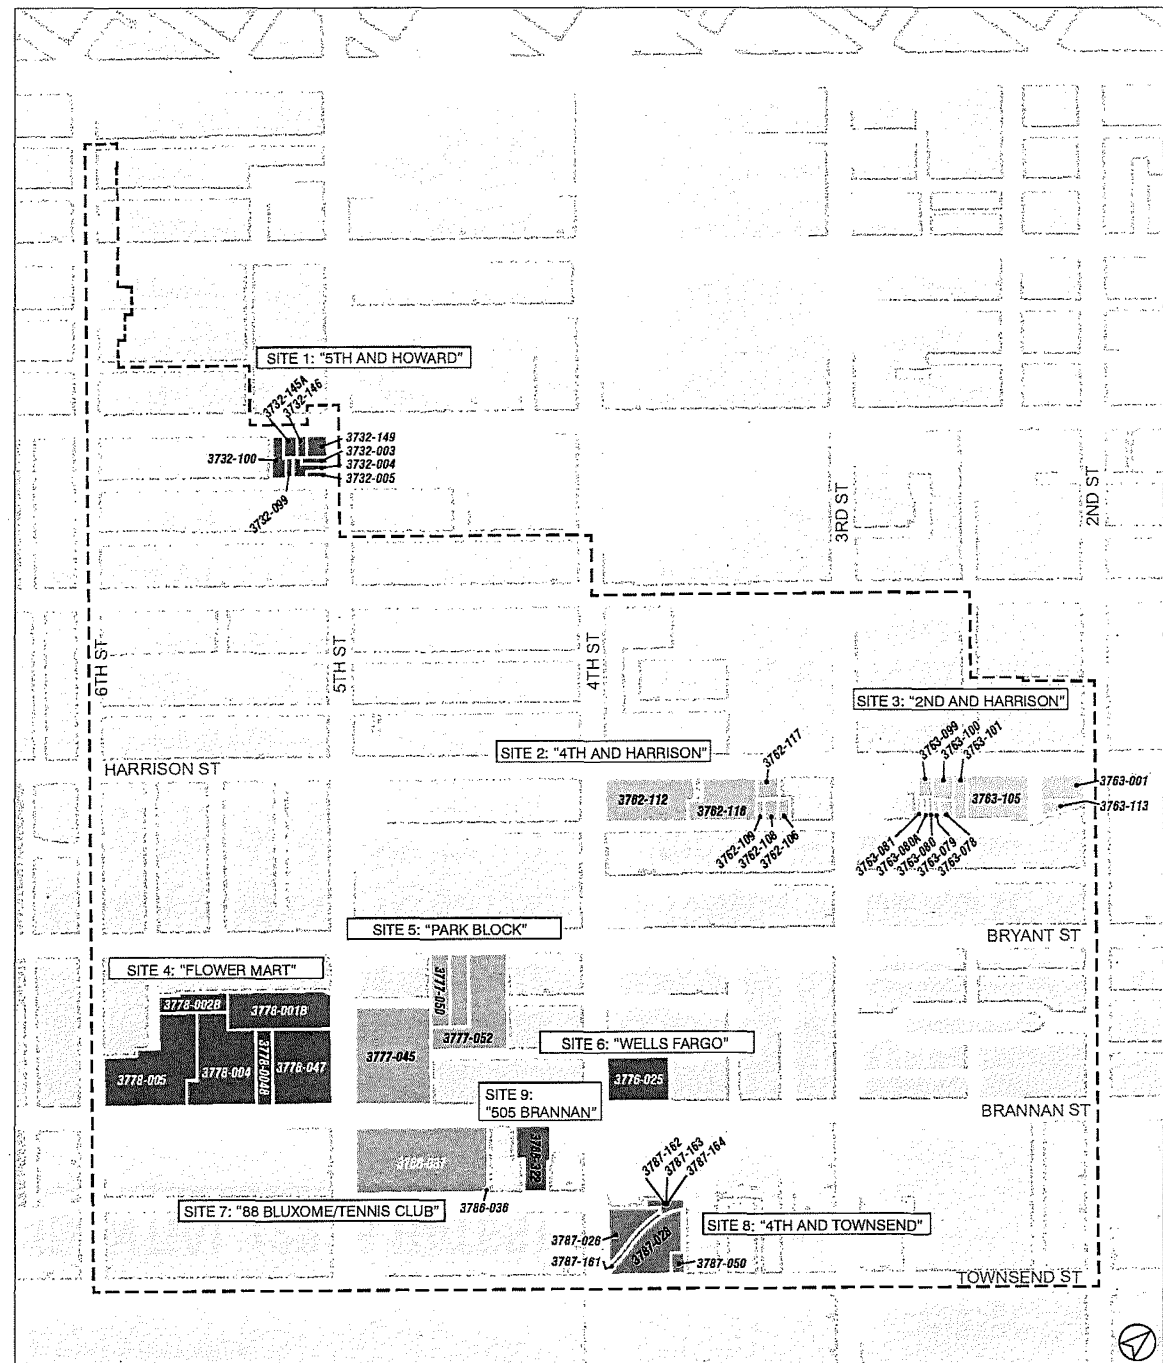 SITE 1: "5TH AND HOWARD"
3732-145A
3732-146
3732-149
3732-003
3732-004
3732-005
3732-100
3732-099
3RD ST
2ND ST
6TH ST
5TH ST
4TH ST
SITE 3: "2ND AND HARRISON"
SITE 2: "4TH AND HARRISON"
HARRISON ST
3762-117
3763-099
3763-100
3763-101
3763-001
3763-113
3762-112
3762-116
3763-105
3762-109
3762-108
3762-106
3763-081
3763-080A
3763-080
3763-079
3763-078
SITE 5: "PARK BLOCK"
BRYANT ST
SITE 4: "FLOWER MART"
3778-002B
3778-001B
3777-050
3777-052
3777-045
SITE 6: "WELLS FARGO"
3778-005
3778-004
3778-004B
3778-047
3776-025
SITE 9:
"505 BRANNAN"
BRANNAN ST
3787-162
3787-163
3787-164
3786-036
SITE 7: "88 BLUXOME/TENNIS CLUB"
SITE 8: "4TH AND TOWNSEND"
3787-026
3787-028
3787-161
3787-050
TOWNSEND ST